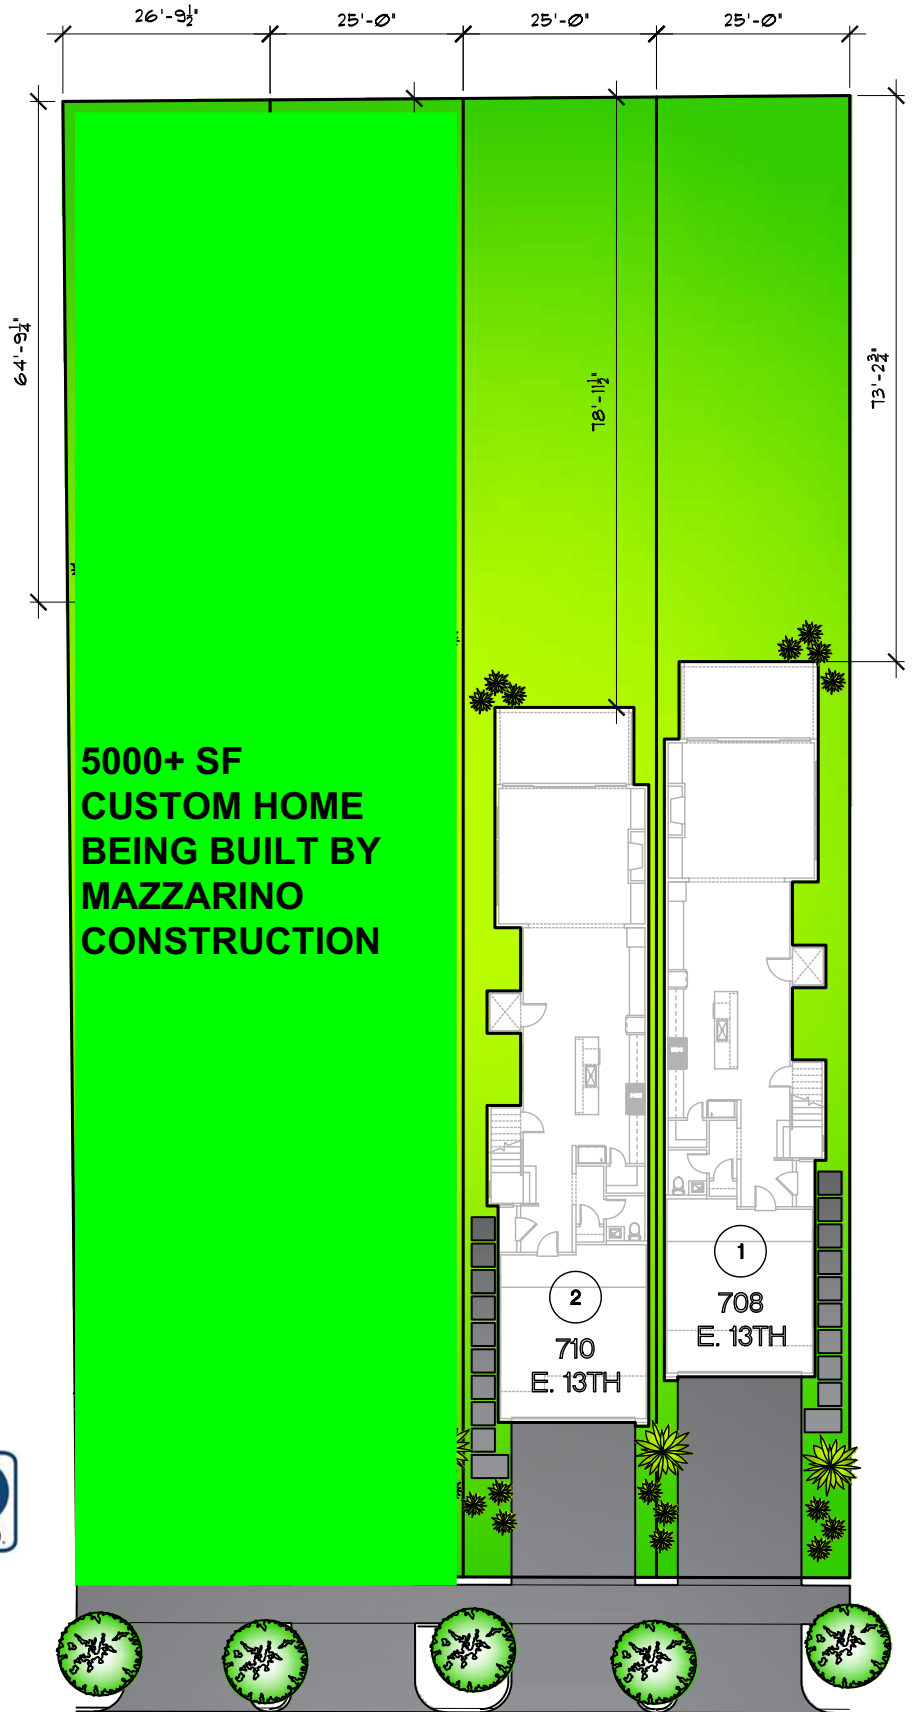 26'-9½" 25'-0" 25'-0" 25'-0"
64'-9¼"
78'-11½"
73'-2¾"
5000+ SF
CUSTOM HOME
BEING BUILT BY
MAZZARINO
CONSTRUCTION
1
708
E. 13TH
2
710
E. 13TH